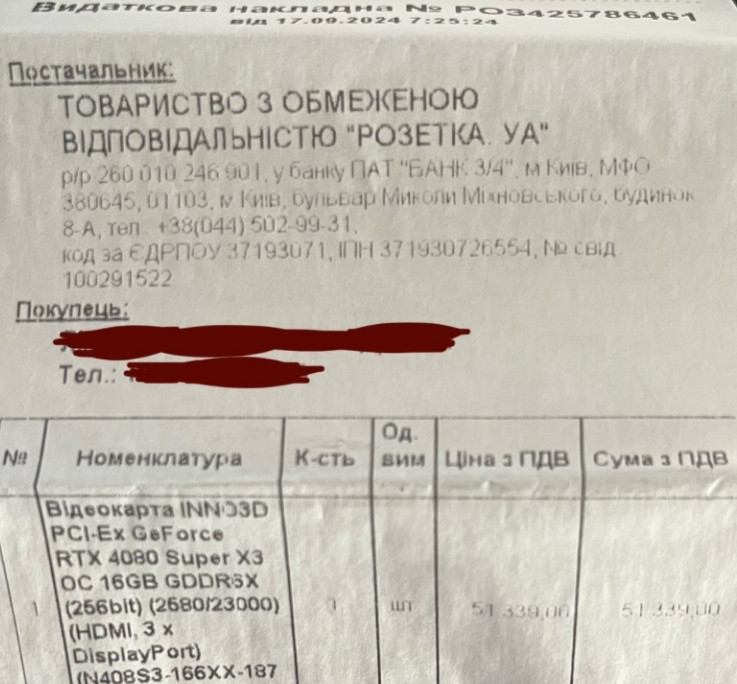 Видаткова накладна № РО3425786461
від 17.09.2024 7:25:24
Постачальник:
ТОВАРИСТВО З ОБМЕЖЕНОЮ
ВІДПОВІДАЛЬНІСТЮ "РОЗЕТКА. УА"
р/р 260 010 246 901, у банку ПАТ "БАНК 3/4", м Київ, МФО
380645, 01103, м Київ, бульвар Миколи Міхновського, будинок
8-А, тел +38(044) 502-99-31,
код за ЄДРПОУ 37193071, ІПН 371930726554, № свід
100291522
Покупець:
Тел.:
№ Номенклатура К-сть Од. вим Ціна з ПДВ Сума з ПДВ
Відеокарта INNO3D
PCI-Ex GeForce
RTX 4080 Super X3
OC 16GB GDDR6X
1 (256bit) (2580/23000) 1 шт 51 339,00 51 339,00
(HDMI, 3 x
DisplayPort)
(N408S3-166XX-187